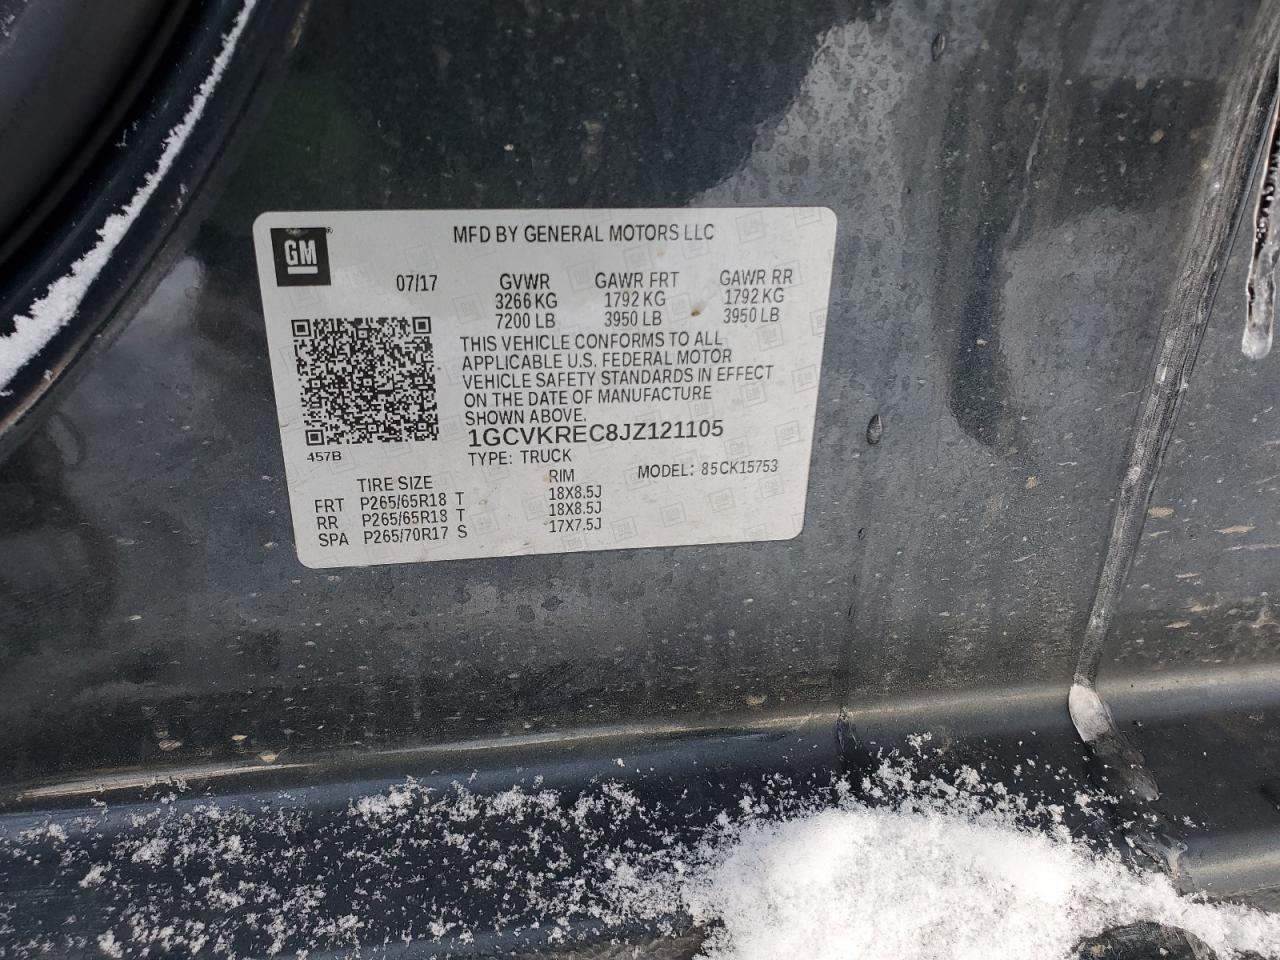 GM
MFD BY GENERAL MOTORS LLC
07/17 GVWR GAWR FRT GAWR RR
3266 KG 1792 KG 1792 KG
7200 LB 3950 LB 3950 LB
THIS VEHICLE CONFORMS TO ALL
APPLICABLE U.S. FEDERAL MOTOR
VEHICLE SAFETY STANDARDS IN EFFECT
ON THE DATE OF MANUFACTURE
SHOWN ABOVE.
1GCVKREC8JZ121105
457B
TYPE: TRUCK
MODEL: 85CK15753
TIRE SIZE RIM
FRT P265/65R18 T 18X8.5J
RR P265/65R18 T 18X8.5J
SPA P265/70R17 S 17X7.5J